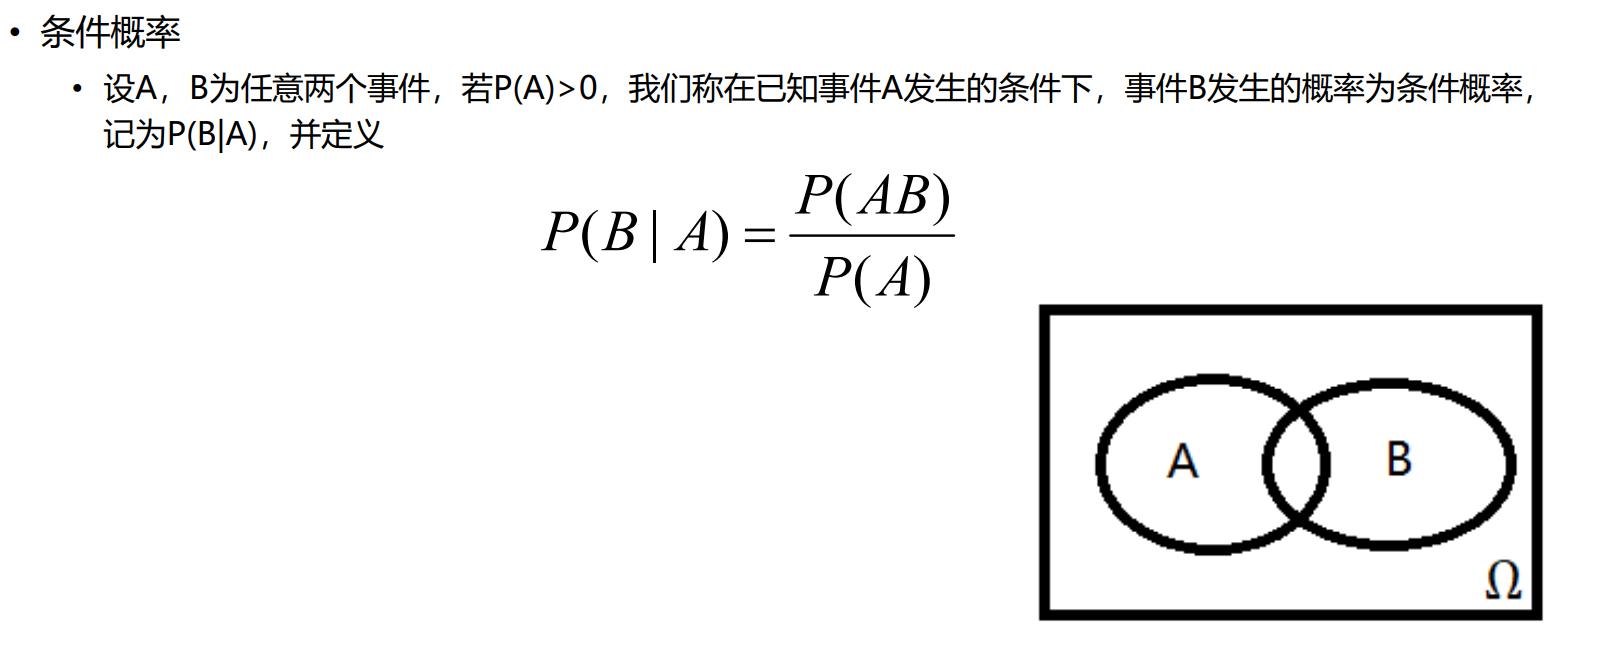 • 条件概率
• 设A，B为任意两个事件，若P(A)>0，我们称在已知事件A发生的条件下，事件B发生的概率为条件概率，
记为P(B|A)，并定义
P(B | A) = P(AB) / P(A)
A B
Ω